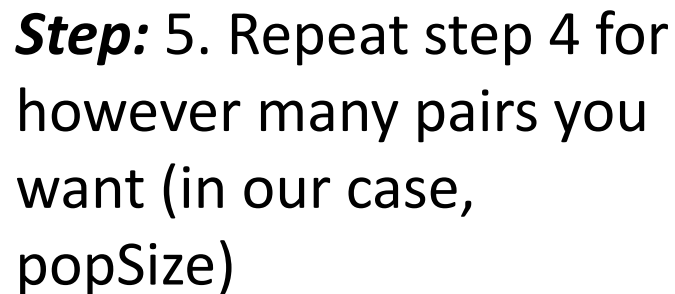 Step: 5. Repeat step 4 for
however many pairs you
want (in our case,
popSize)